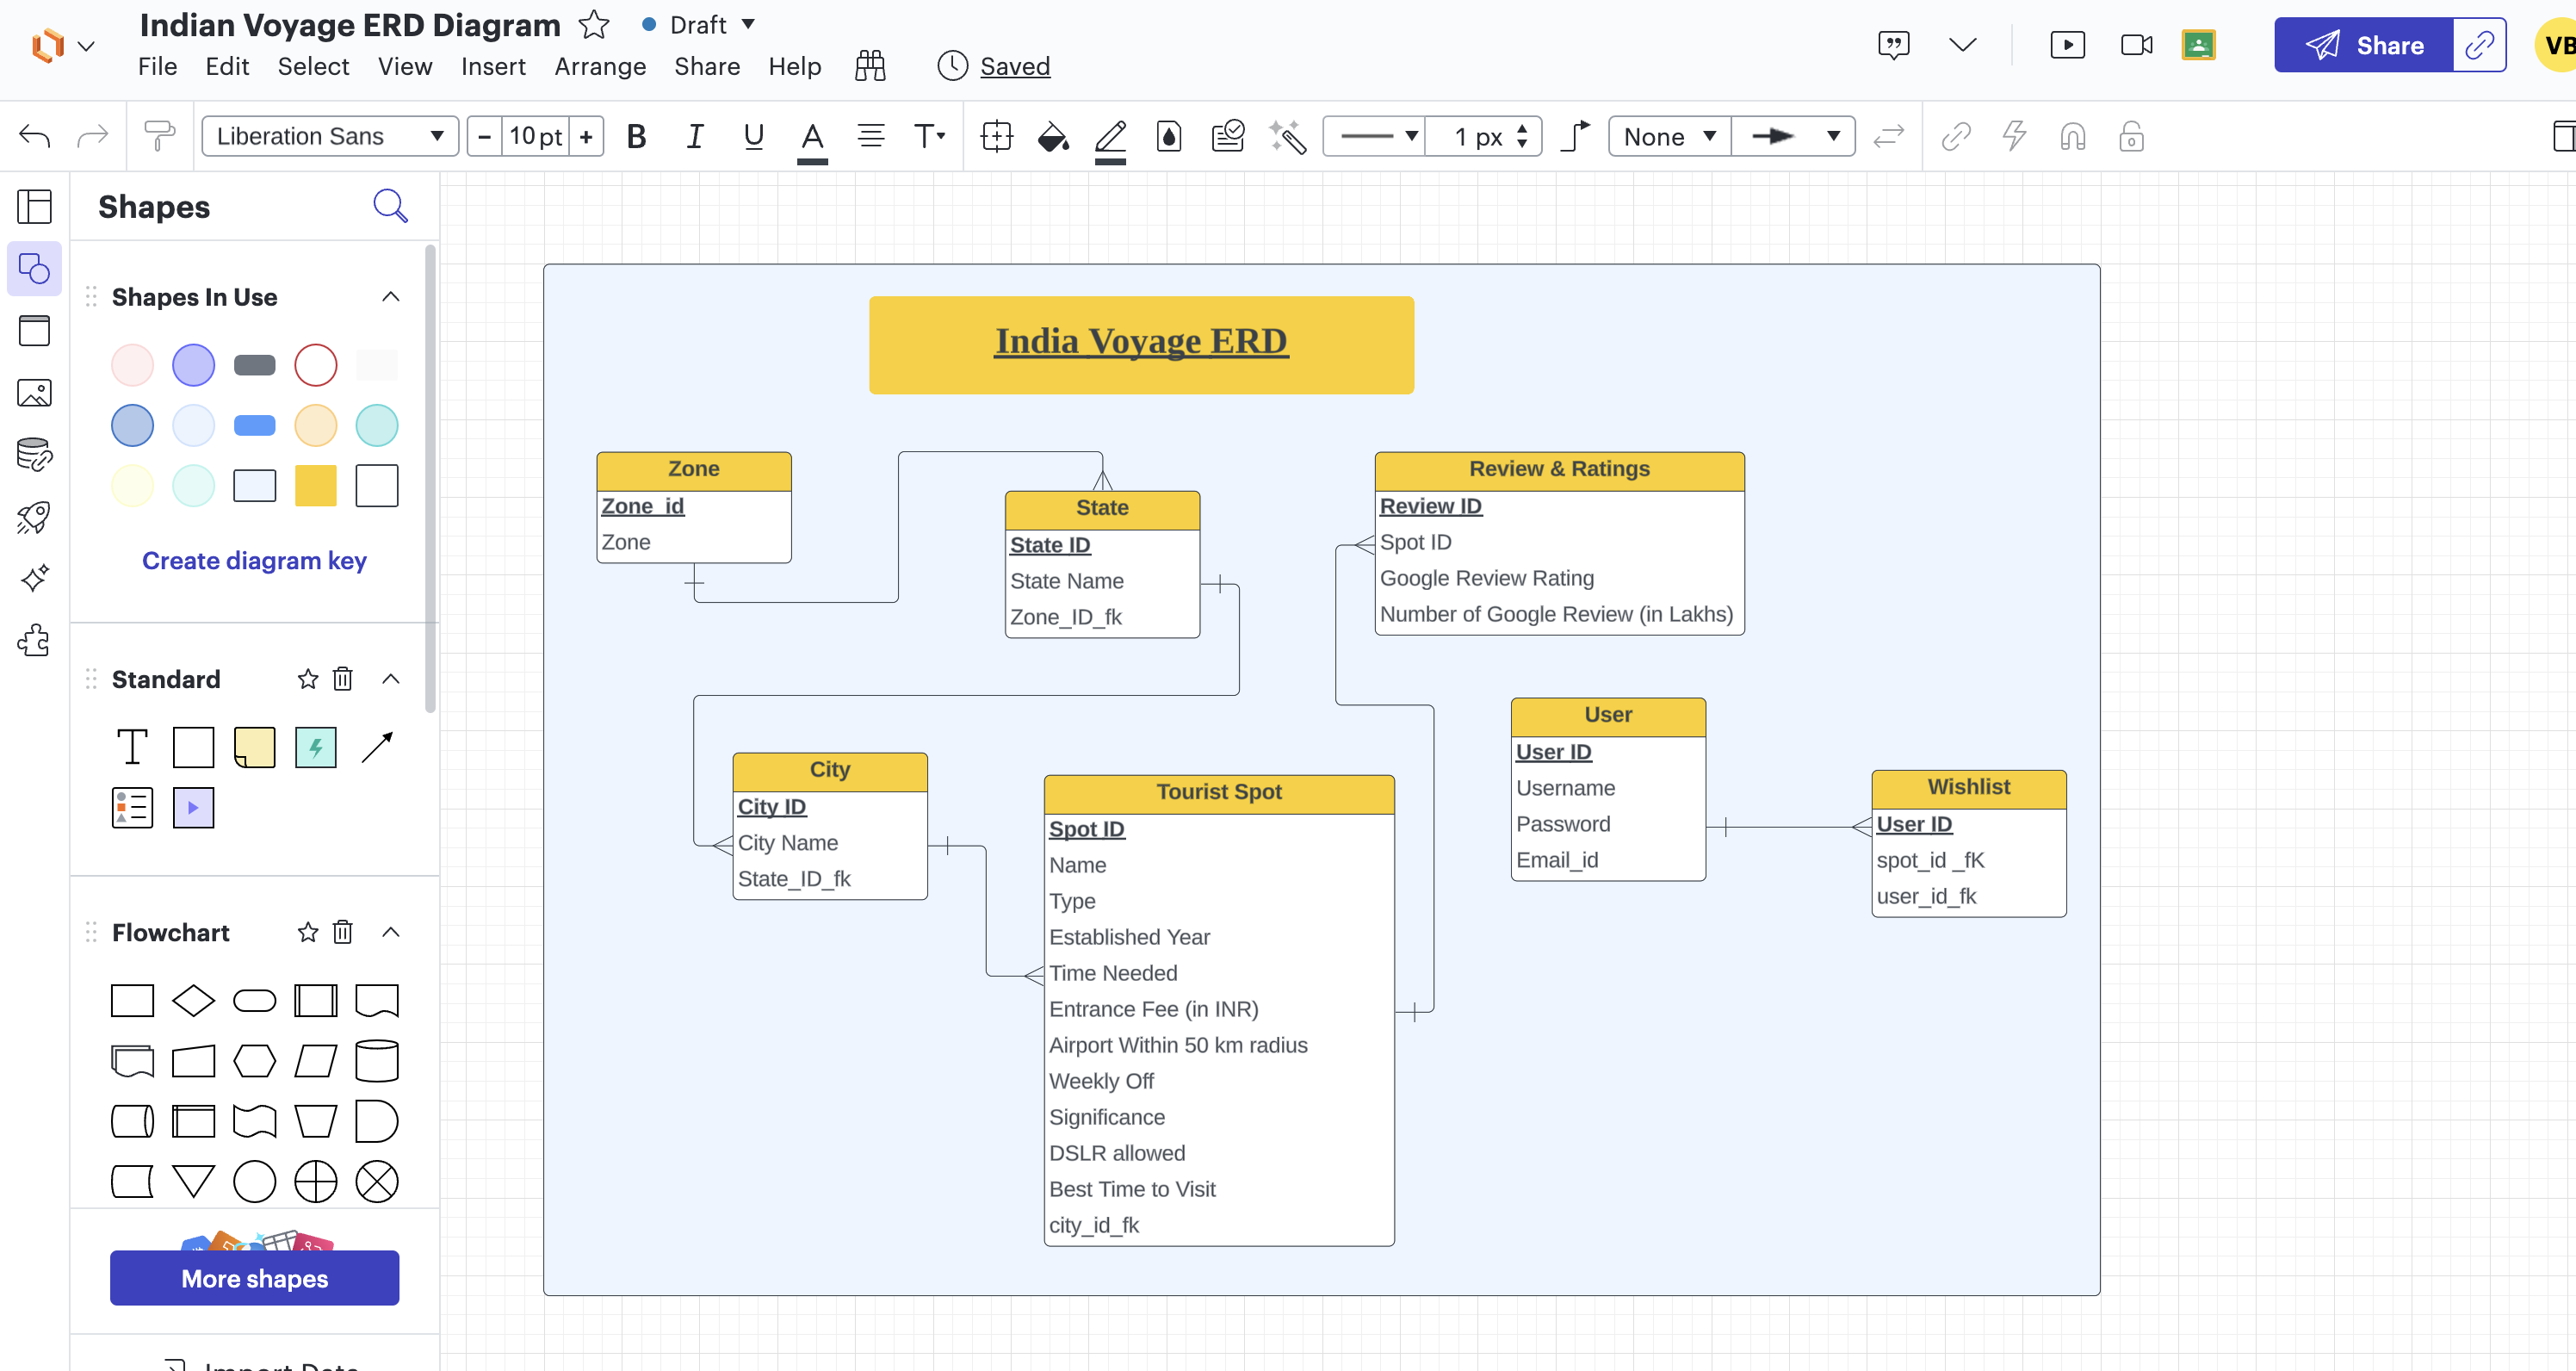 Indian Voyage ERD Diagram
Draft
File Edit Select View Insert Arrange Share Help
Saved
Share
VB
Liberation Sans
10 pt
B I U A T
1 px
None
Shapes
Shapes In Use
Create diagram key
Standard
T
Flowchart
More shapes
Import Data
India Voyage ERD
Zone
Zone_id
Zone
State
State ID
State Name
Zone_ID_fk
Review & Ratings
Review ID
Spot ID
Google Review Rating
Number of Google Review (in Lakhs)
City
City ID
City Name
State_ID_fk
Tourist Spot
Spot ID
Name
Type
Established Year
Time Needed
Entrance Fee (in INR)
Airport Within 50 km radius
Weekly Off
Significance
DSLR allowed
Best Time to Visit
city_id_fk
User
User ID
Username
Password
Email_id
Wishlist
User ID
spot_id _fK
user_id_fk